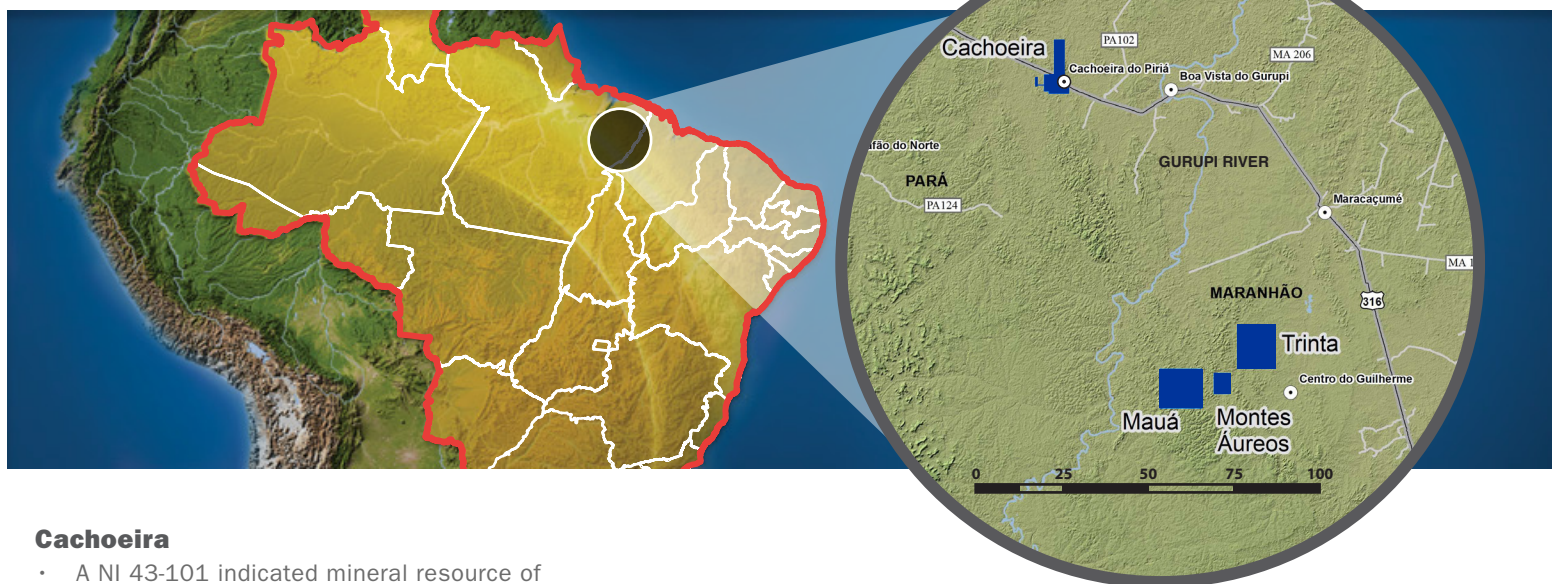 Cachoeira
PA102
MA 206
Cachoeira do Piriá
Boa Vista do Gurupi
afão do Norte
GURUPI RIVER
PARÁ
PA124
Maracaçumé
MA 1
MARANHÃO
316
Trinta
Centro do Guilherme
Mauá
Montes
Áureos
0 25 50 75 100
Cachoeira
· A NI 43-101 indicated mineral resource of